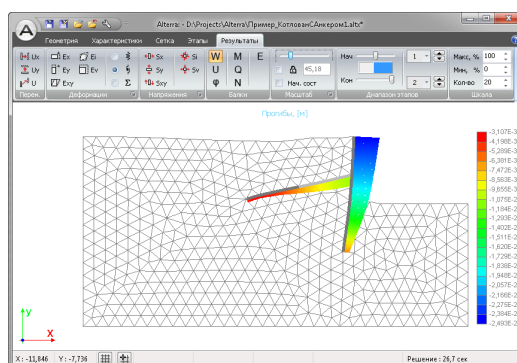 Alterra - D:\Projects\Alterra\Пример_КотлованСАнкером1.altx*
Геометрия Характеристики Сетка Этапы Результаты
Ux Ex Ei Sx Si W M E Нач 1 Макс, % 100
Uy Ey Ev Sy Sv U Q 45,18 Мин, % 0
U Exy Σ Sxy φ N Нач. сост Кон 2 Кол-во 20
Перем. Деформации Напряжения Балки Масштаб Диапазон этапов Шкала
Прогибы, [м]
-3,107E-3
-4,198E-3
-5,289E-3
-6,381E-3
-7,472E-3
-8,563E-3
-9,655E-3
-1,075E-2
-1,184E-2
-1,293E-2
-1,402E-2
-1,511E-2
-1,620E-2
-1,729E-2
-1,838E-2
-1,948E-2
-2,057E-2
-2,166E-2
-2,275E-2
-2,384E-2
-2,493E-2
y
x
X : -11,846 Y : -7,736 Решение : 26,7 сек